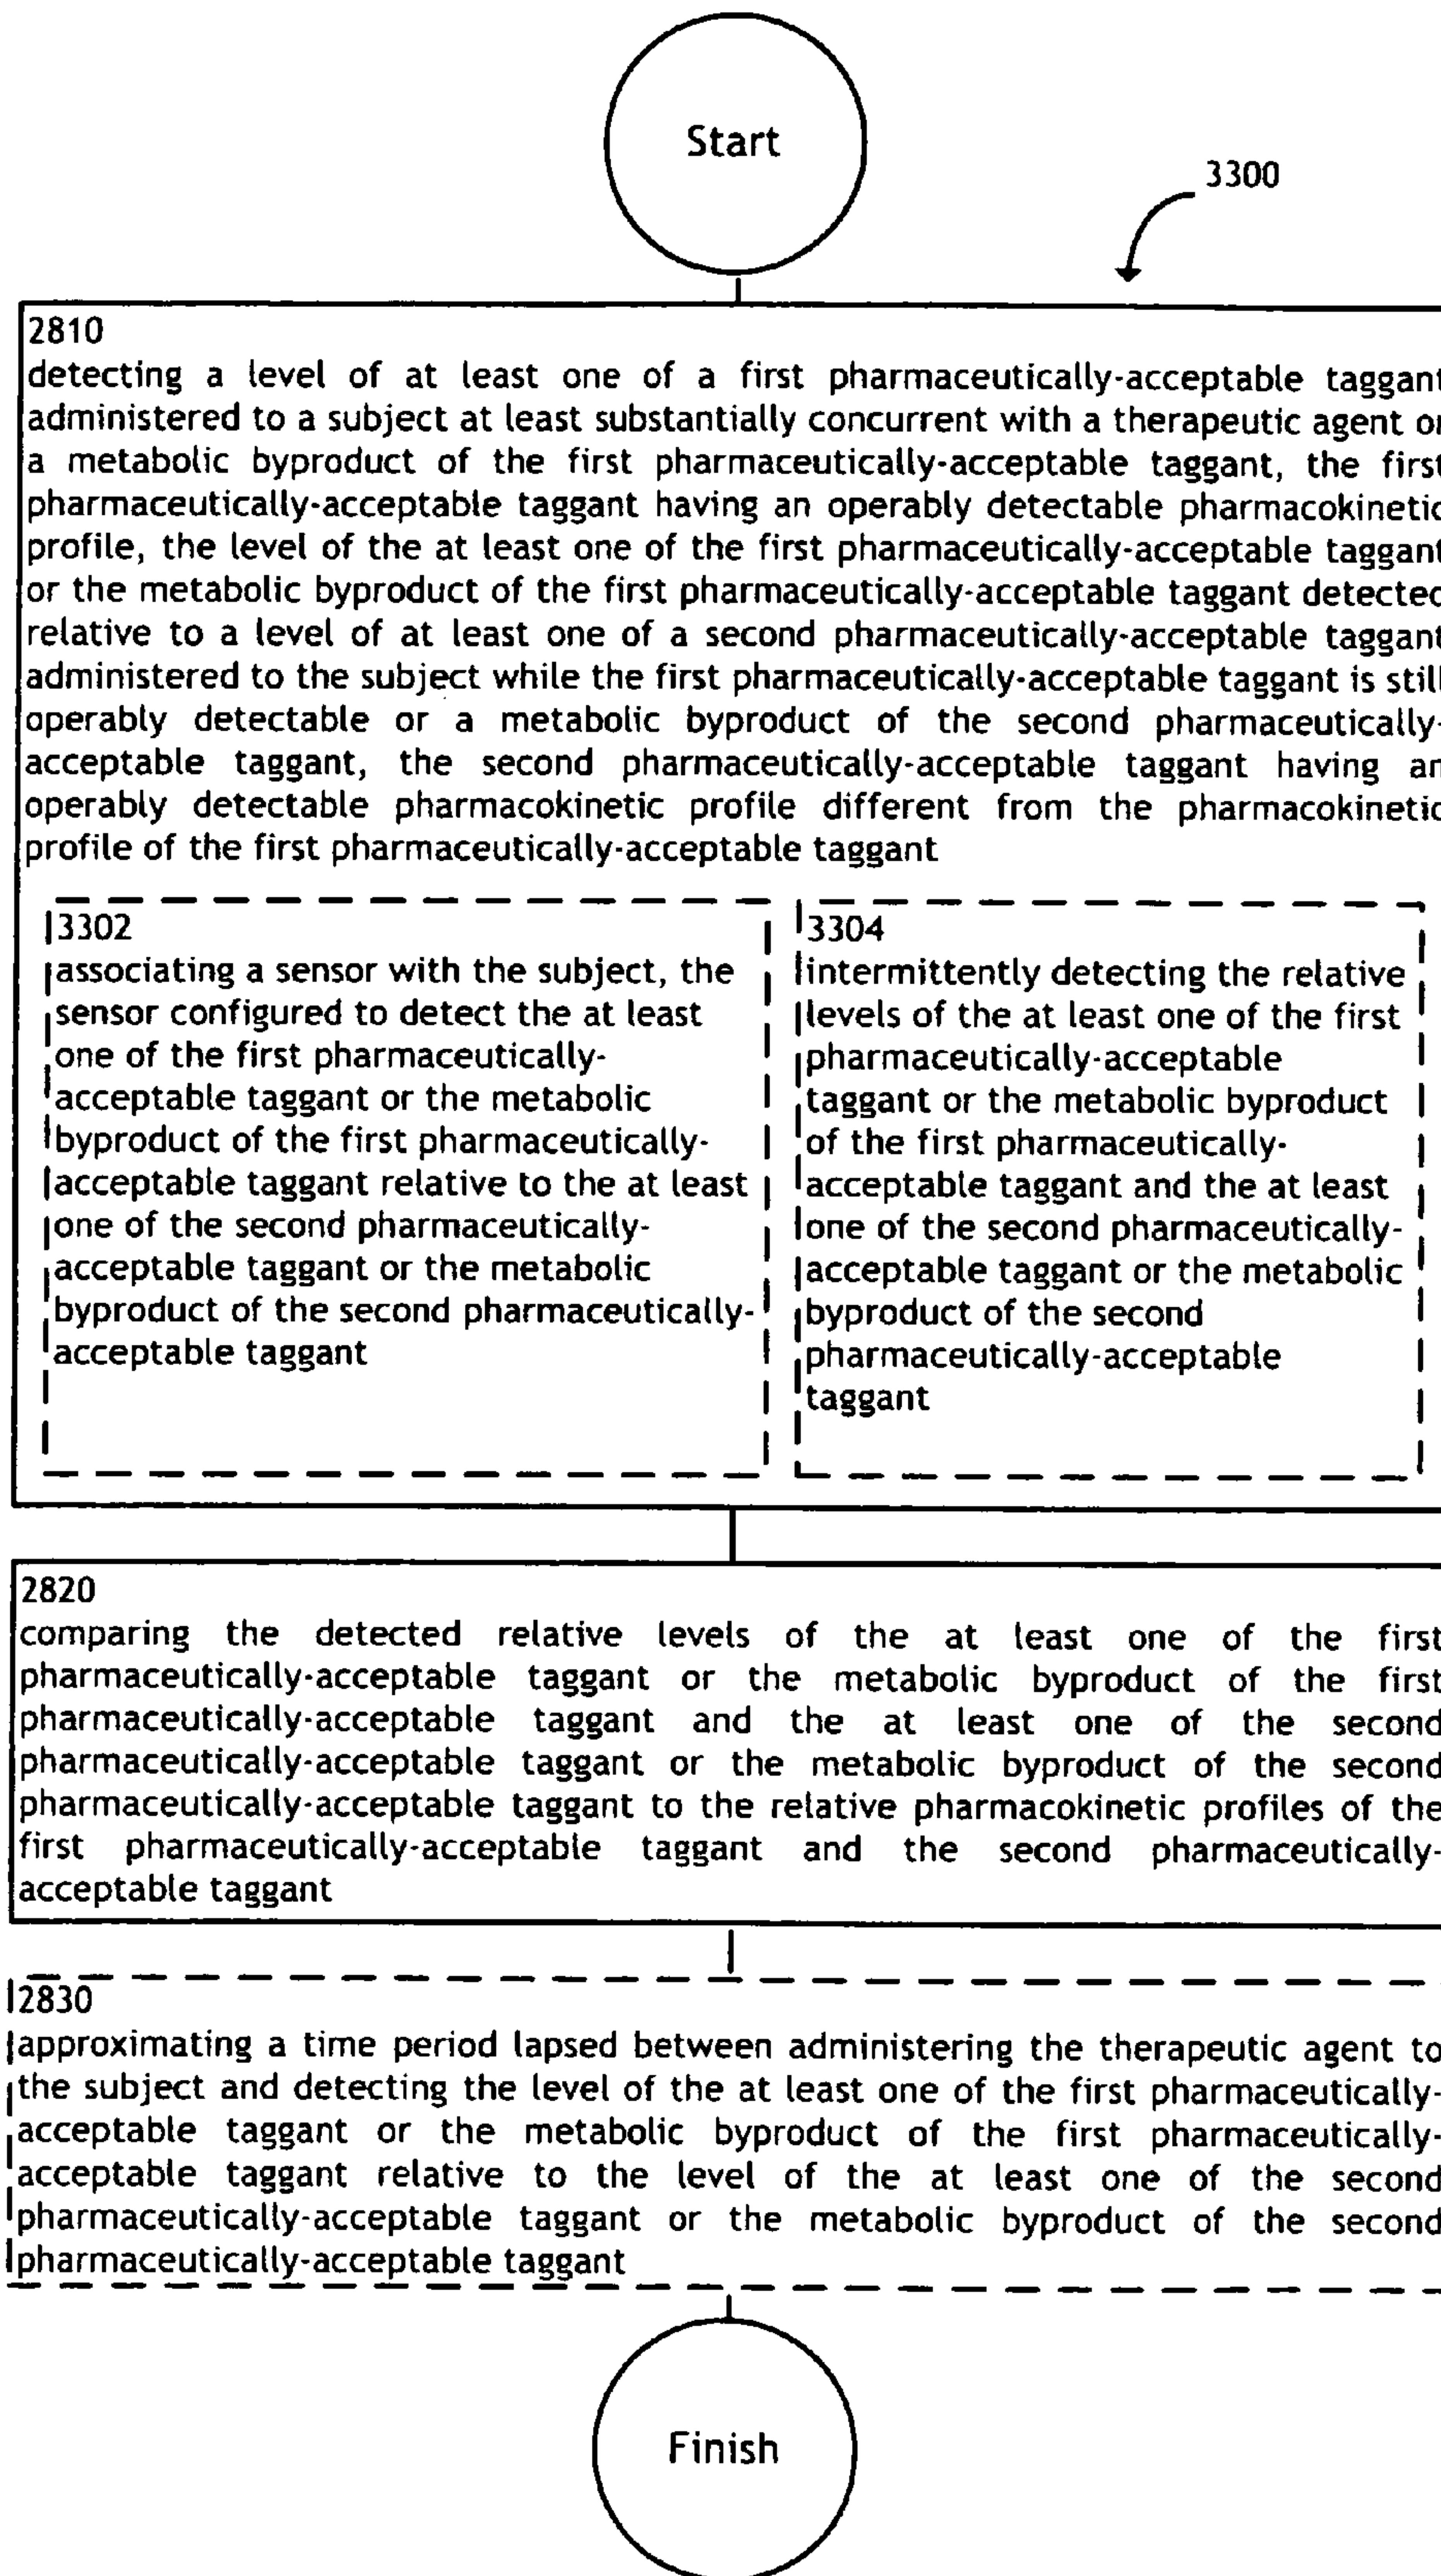 Start
3300
2810
detecting a level of at least one of a first pharmaceutically-acceptable taggant
administered to a subject at least substantially concurrent with a therapeutic agent or
a metabolic byproduct of the first pharmaceutically-acceptable taggant, the first
pharmaceutically-acceptable taggant having an operably detectable pharmacokinetic
profile, the level of the at least one of the first pharmaceutically-acceptable taggant
or the metabolic byproduct of the first pharmaceutically-acceptable taggant detected
relative to a level of at least one of a second pharmaceutically-acceptable taggant
administered to the subject while the first pharmaceutically-acceptable taggant is still
operably detectable or a metabolic byproduct of the second pharmaceutically-
acceptable taggant, the second pharmaceutically-acceptable taggant having an
operably detectable pharmacokinetic profile different from the pharmacokinetic
profile of the first pharmaceutically-acceptable taggant
3302
associating a sensor with the subject, the
sensor configured to detect the at least
one of the first pharmaceutically-
acceptable taggant or the metabolic
byproduct of the first pharmaceutically-
acceptable taggant relative to the at least
one of the second pharmaceutically-
acceptable taggant or the metabolic
byproduct of the second pharmaceutically-
acceptable taggant
3304
intermittently detecting the relative
levels of the at least one of the first
pharmaceutically-acceptable
taggant or the metabolic byproduct
of the first pharmaceutically-
acceptable taggant and the at least
one of the second pharmaceutically-
acceptable taggant or the metabolic
byproduct of the second
pharmaceutically-acceptable
taggant
2820
comparing the detected relative levels of the at least one of the first
pharmaceutically-acceptable taggant or the metabolic byproduct of the first
pharmaceutically-acceptable taggant and the at least one of the second
pharmaceutically-acceptable taggant or the metabolic byproduct of the second
pharmaceutically-acceptable taggant to the relative pharmacokinetic profiles of the
first pharmaceutically-acceptable taggant and the second pharmaceutically-
acceptable taggant
2830
approximating a time period lapsed between administering the therapeutic agent to
the subject and detecting the level of the at least one of the first pharmaceutically-
acceptable taggant or the metabolic byproduct of the first pharmaceutically-
acceptable taggant relative to the level of the at least one of the second
pharmaceutically-acceptable taggant or the metabolic byproduct of the second
pharmaceutically-acceptable taggant
Finish